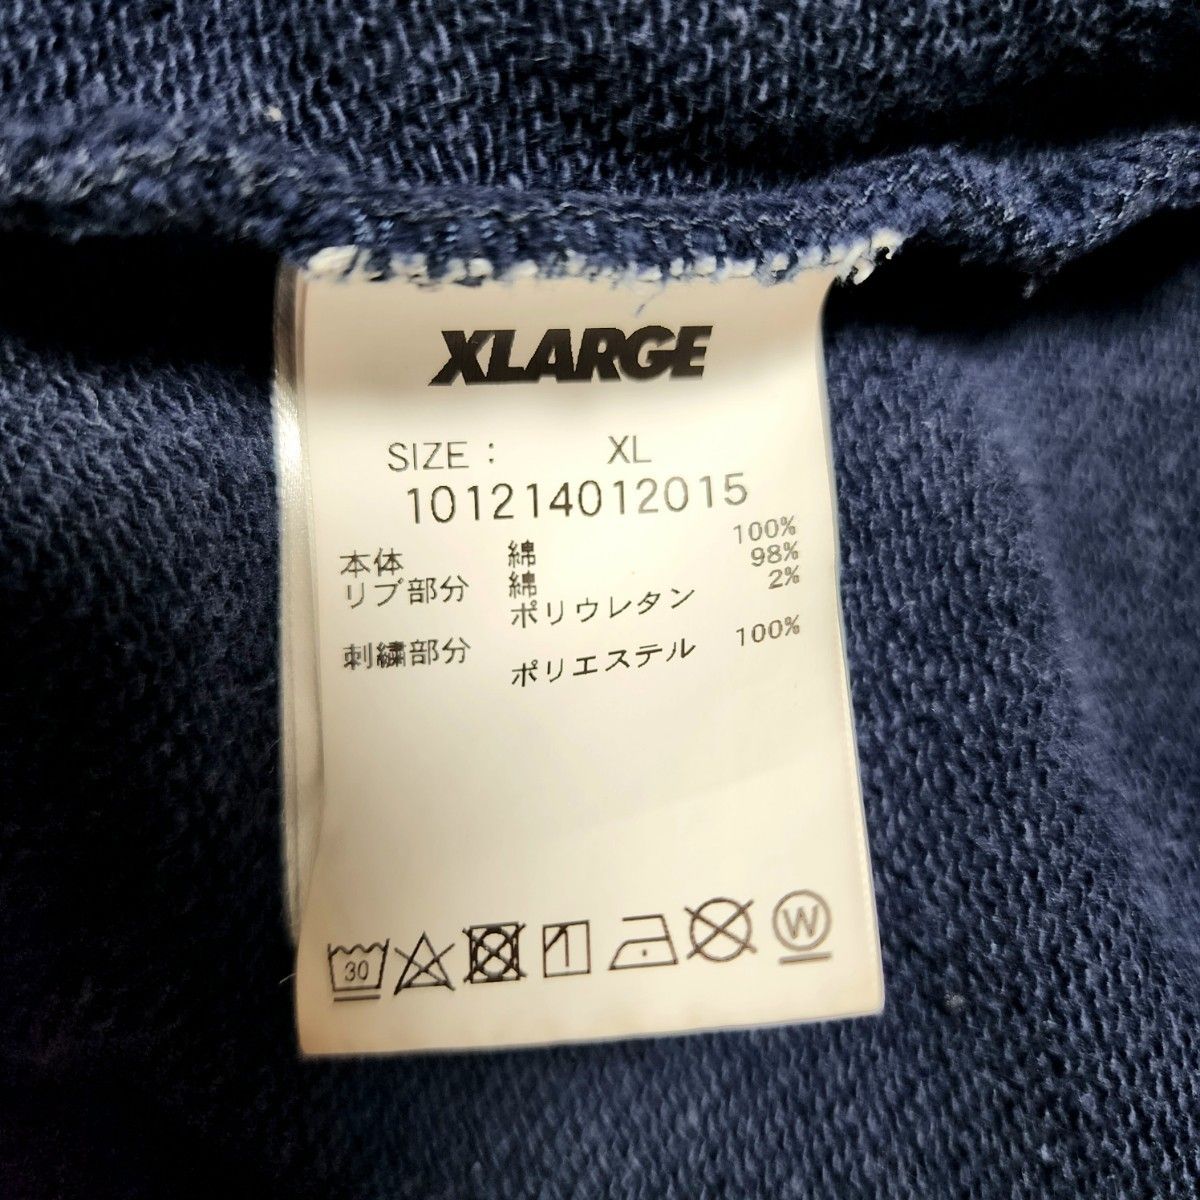 XLARGE
SIZE : XL
101214012015
本体 綿 100%
リブ部分 綿 98%
ポリウレタン 2%
刺繍部分
ポリエステル 100%
30
W